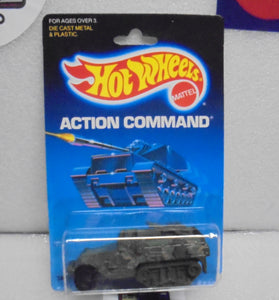 FOR AGES OVER 3.
DIE CAST METAL
& PLASTIC.
Hot Wheels
MATTEL
ACTION COMMAND